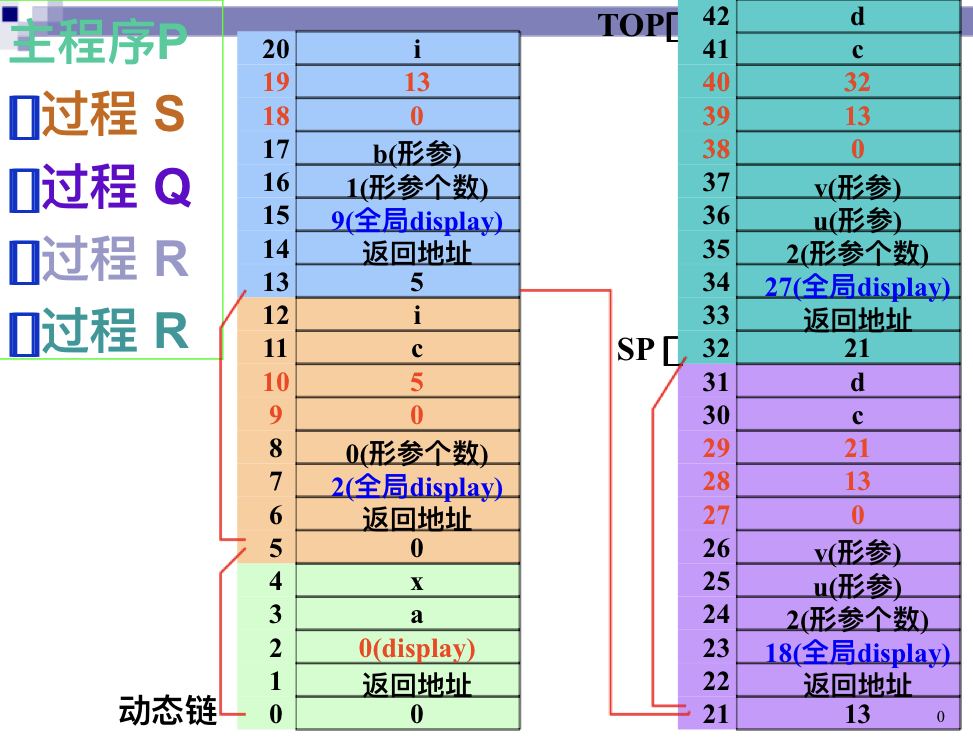 主程序P
过程 S
过程 Q
过程 R
过程 R
20 i
19 13
18 0
17 b(形参)
16 1(形参个数)
15 9(全局display)
14 返回地址
13 5
12 i
11 c
10 5
9 0
8 0(形参个数)
7 2(全局display)
6 返回地址
5 0
4 x
3 a
2 0(display)
1 返回地址
动态链 0 0
TOP 42 d
41 c
40 32
39 13
38 0
37 v(形参)
36 u(形参)
35 2(形参个数)
34 27(全局display)
33 返回地址
SP 32 21
31 d
30 c
29 21
28 13
27 0
26 v(形参)
25 u(形参)
24 2(形参个数)
23 18(全局display)
22 返回地址
21 13 0